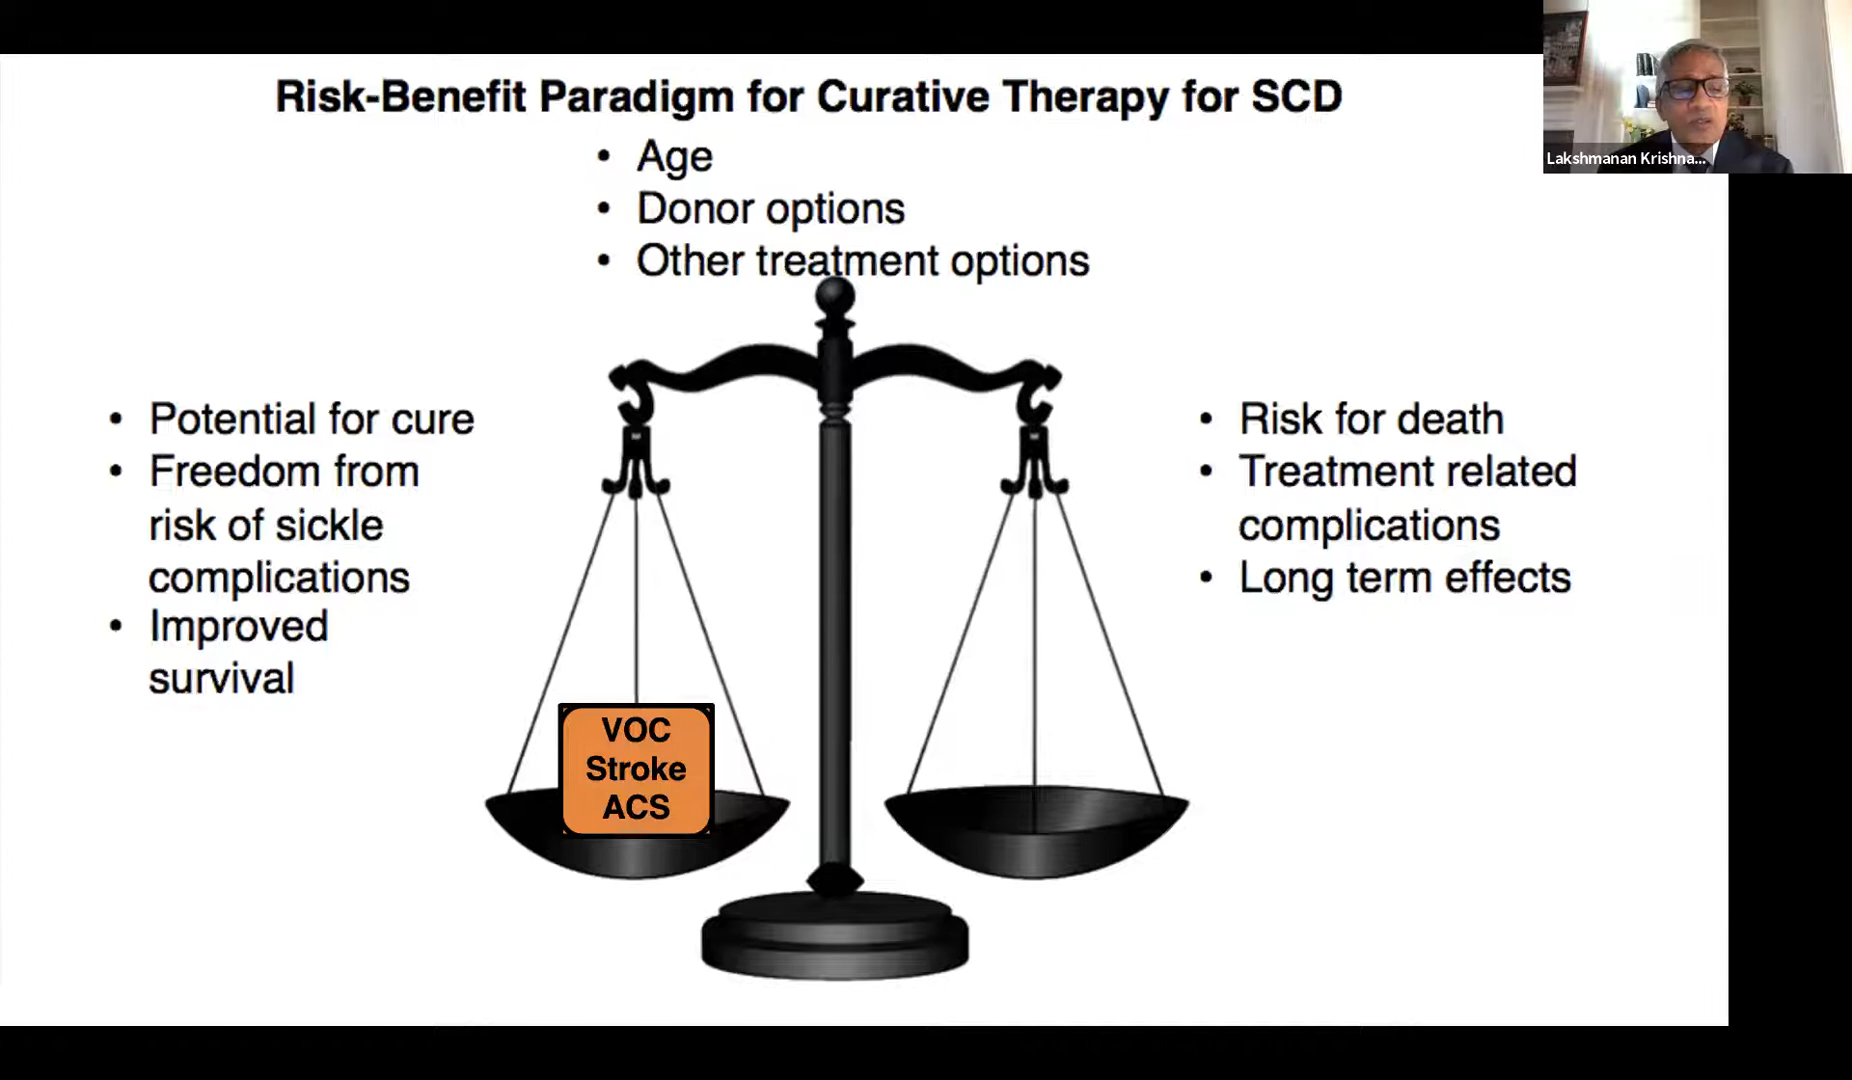 Risk-Benefit Paradigm for Curative Therapy for SCD
• Age
• Donor options
• Other treatment options
Lakshmanan Krishna...
• Potential for cure
• Freedom from
risk of sickle
complications
• Improved
survival
• Risk for death
• Treatment related
complications
• Long term effects
VOC
Stroke
ACS